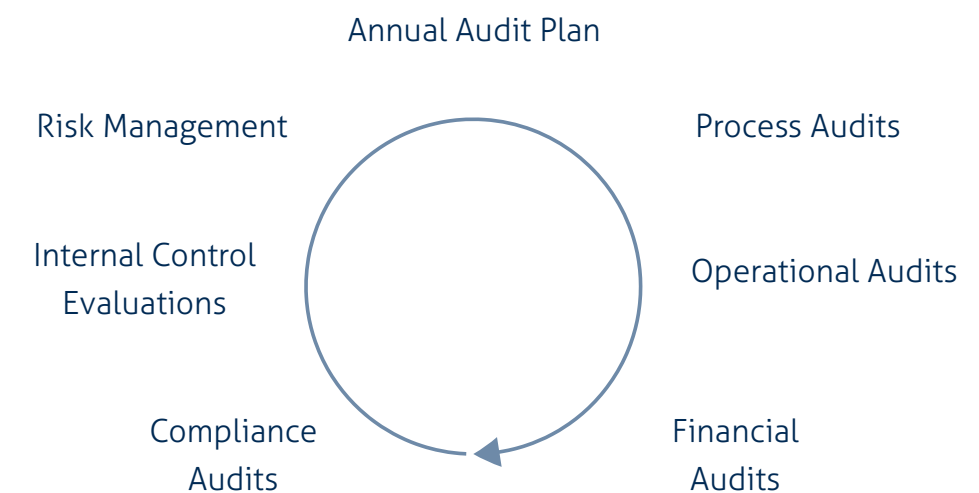 Annual Audit Plan
Risk Management
Process Audits
Internal Control
Evaluations
Operational Audits
Compliance
Audits
Financial
Audits